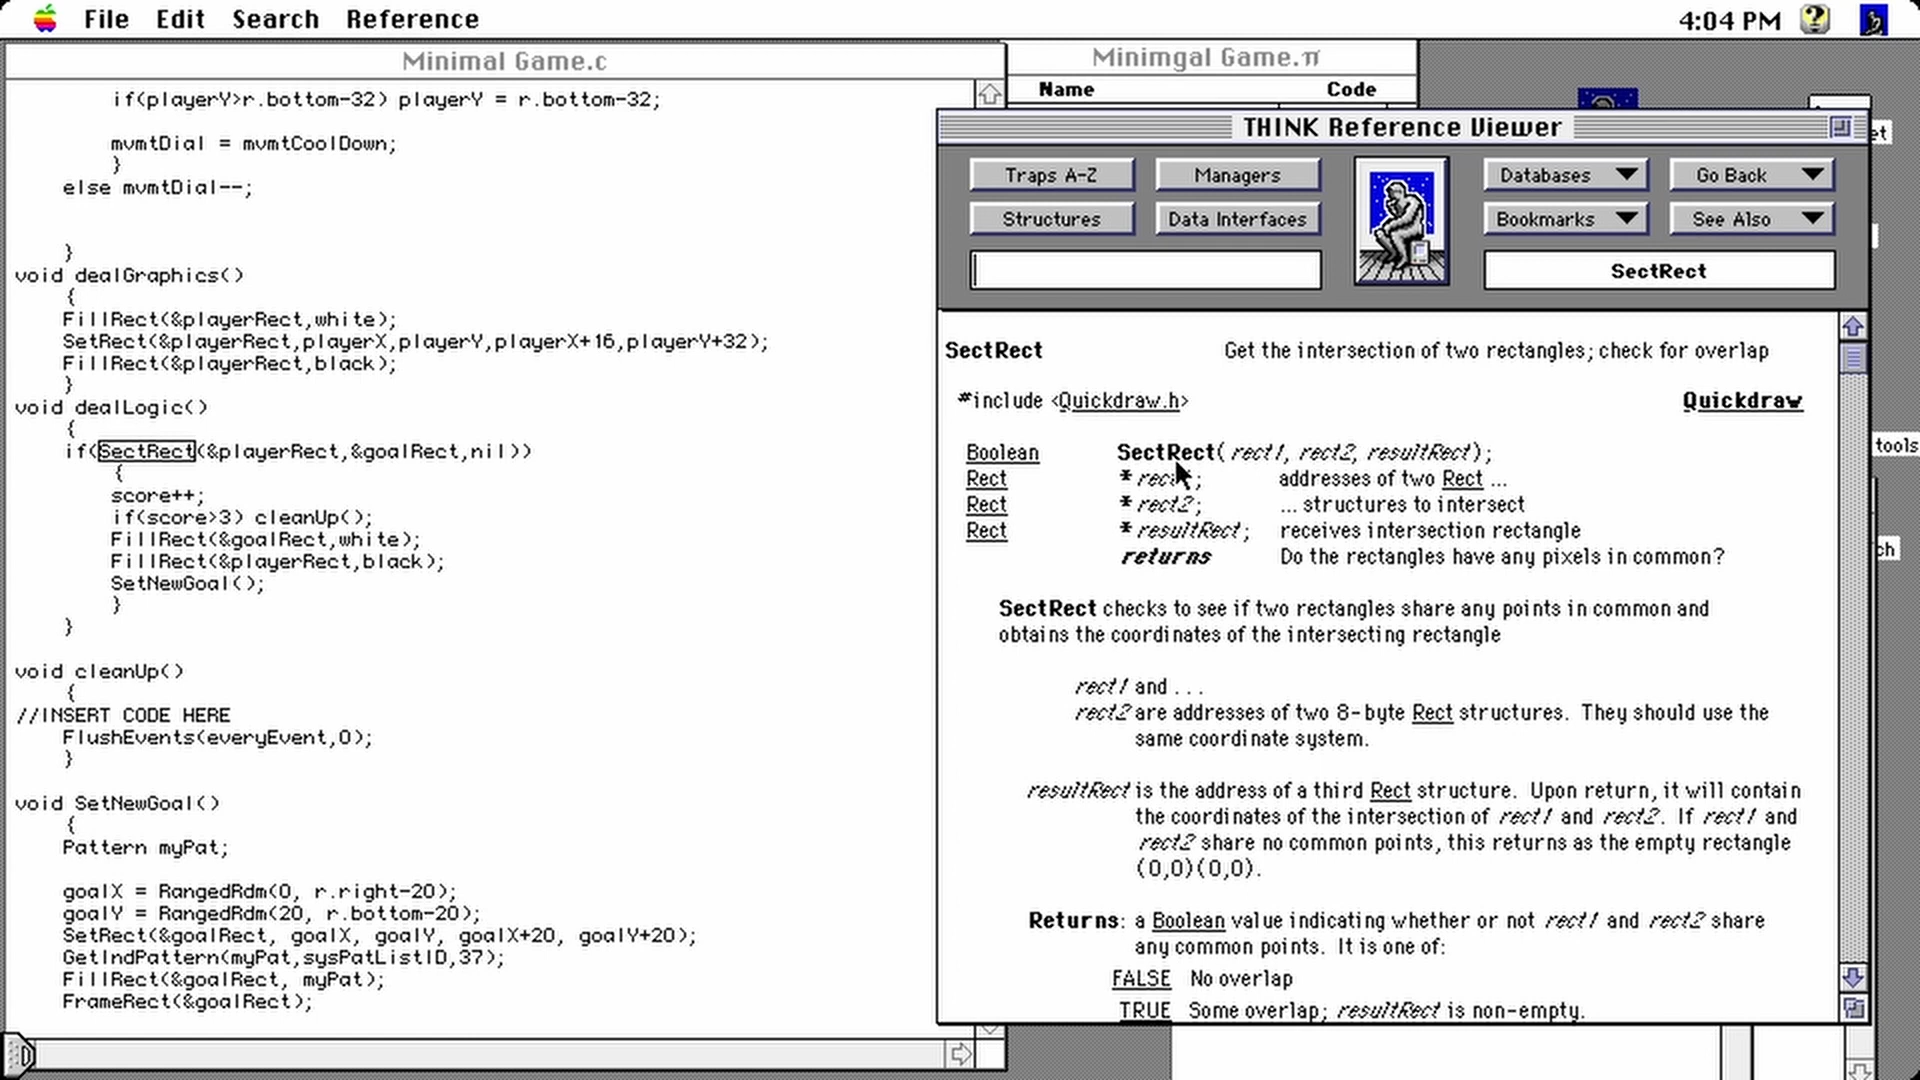 File Edit Search Reference
4:04 PM
Minimal Game.c
if(playerY>r.bottom-32) playerY = r.bottom-32;
mvmtDial = mvmtCoolDown;
}
else mvmtDial--;
}
void dealGraphics()
{
FillRect(&playerRect,white);
SetRect(&playerRect,playerX,playerY,playerX+16,playerY+32);
FillRect(&playerRect,black);
}
void dealLogic()
{
if(SectRect(&playerRect,&goalRect,nil))
{
score++;
if(score>3) cleanUp();
FillRect(&goalRect,white);
FillRect(&playerRect,black);
SetNewGoal();
}
}
void cleanUp()
{
//INSERT CODE HERE
FlushEvents(everyEvent,0);
}
void SetNewGoal()
{
Pattern myPat;
goalX = RangedRdm(0, r.right-20);
goalY = RangedRdm(20, r.bottom-20);
SetRect(&goalRect, goalX, goalY, goalX+20, goalY+20);
GetIndPattern(myPat,sysPatListID,37);
FillRect(&goalRect, myPat);
FrameRect(&goalRect);
Minimgal Game.π
Name Code
THINK Reference Viewer
Traps A-Z Managers Databases Go Back
Structures Data Interfaces Bookmarks See Also
SectRect
SectRect Get the intersection of two rectangles; check for overlap
#include <Quickdraw.h> Quickdraw
Boolean SectRect( rect1, rect2, resultRect);
Rect * ; addresses of two Rect ...
Rect * rect2; ... structures to intersect
Rect * resultRect; receives intersection rectangle
returns Do the rectangles have any pixels in common?
SectRect checks to see if two rectangles share any points in common and
obtains the coordinates of the intersecting rectangle
rect1 and ...
rect2 are addresses of two 8-byte Rect structures. They should use the
same coordinate system.
resultRect is the address of a third Rect structure. Upon return, it will contain
the coordinates of the intersection of rect1 and rect2. If rect1 and
rect2 share no common points, this returns as the empty rectangle
(0,0)(0,0).
Returns: a Boolean value indicating whether or not rect1 and rect2 share
any common points. It is one of:
FALSE No overlap
TRUE Some overlap; resultRect is non-empty.
tools